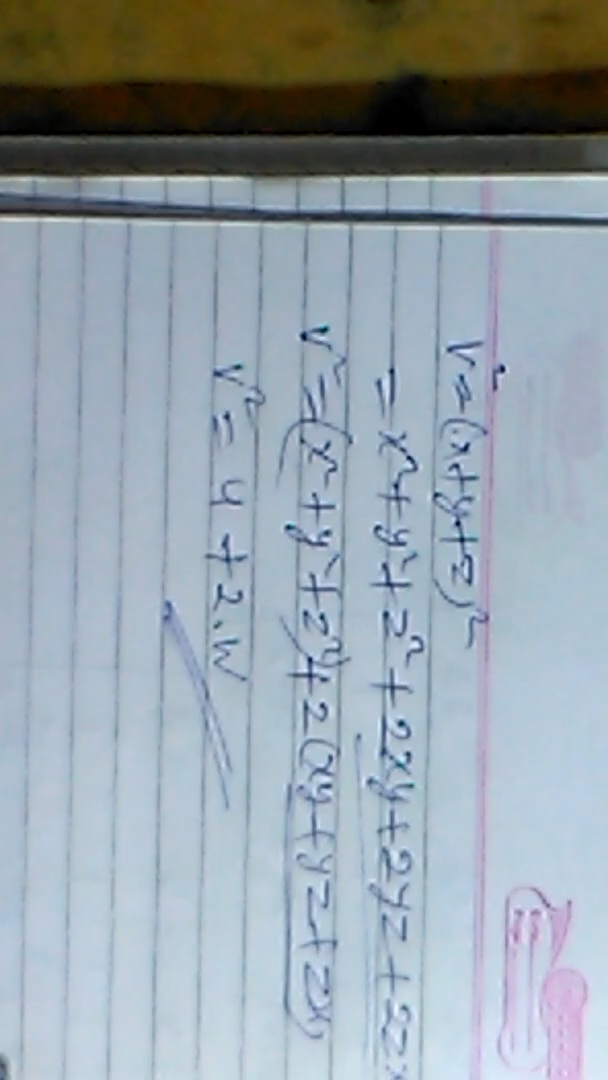 v² = (x+y+z)²
= x² + y² + z² + 2xy + 2yz + 2zx
v² = (x² + y² + z²) + 2(xy + yz + zx)
v² = 4 + 2.w